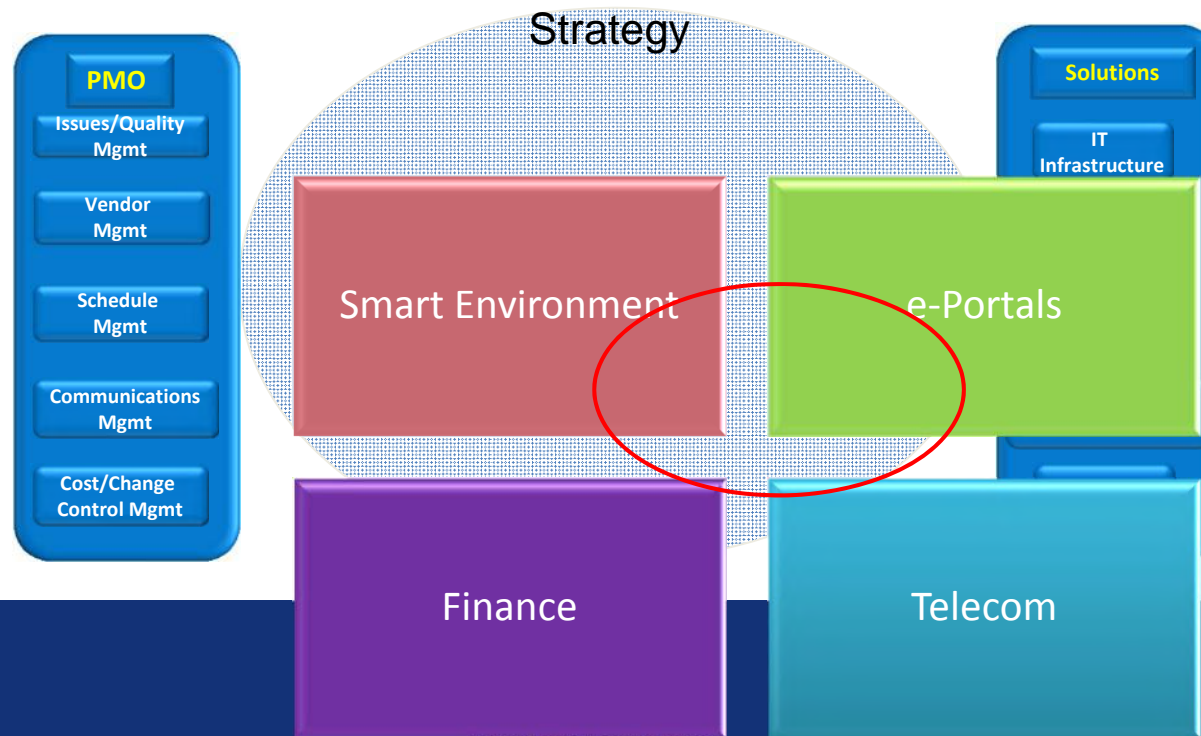 Strategy
PMO
Issues/Quality
Mgmt
Vendor
Mgmt
Schedule
Mgmt
Communications
Mgmt
Cost/Change
Control Mgmt
Smart Environment
e-Portals
Finance
Telecom
Solutions
IT
Infrastructure